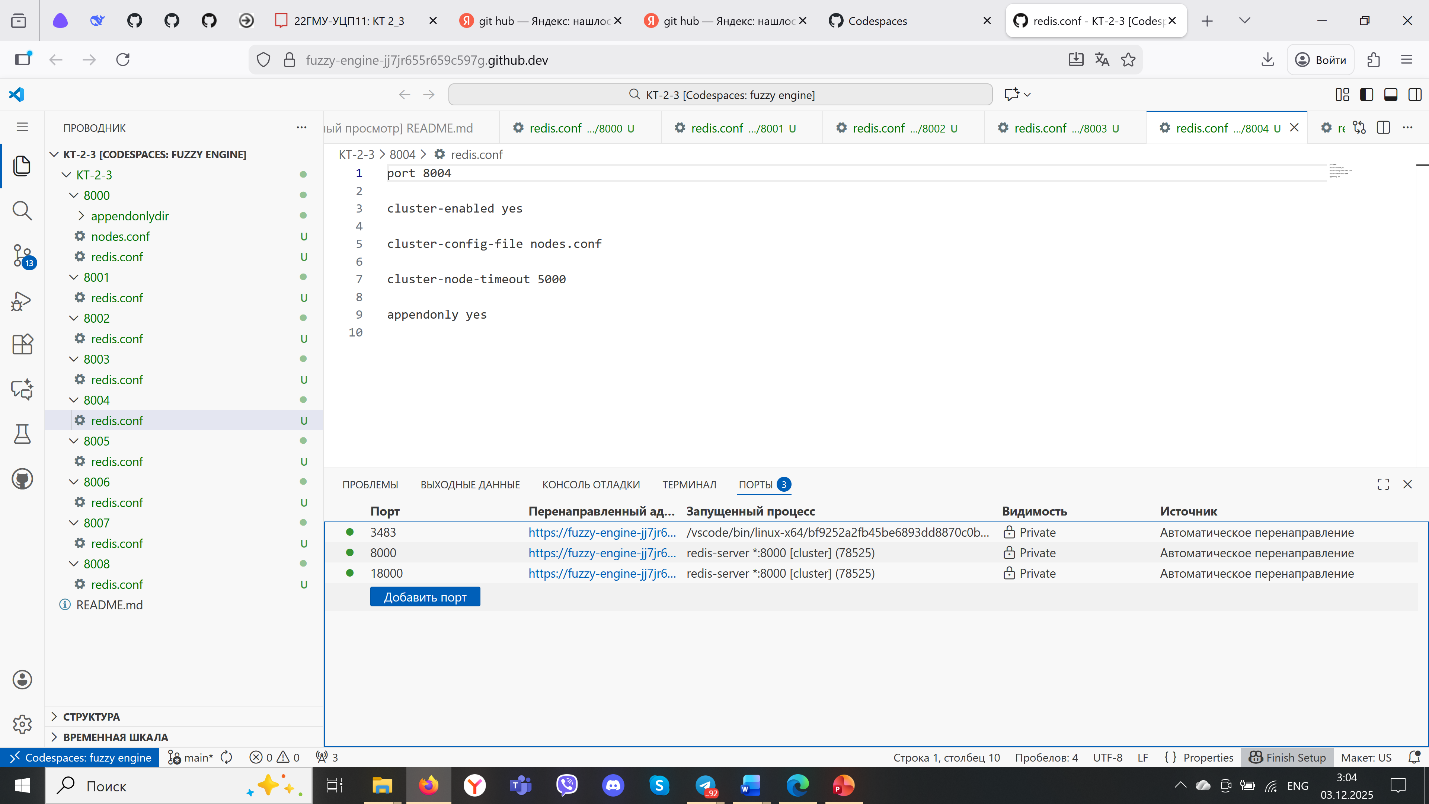 22ГМУ-УЦП11: КТ 2_3
git hub — Яндекс: нашлос
git hub — Яндекс: нашлос
Codespaces
redis.conf - KT-2-3 [Codesp
fuzzy-engine-jj7jr655r659c597g.github.dev
Войти
KT-2-3 [Codespaces: fuzzy engine]
ПРОВОДНИК
ный просмотр] README.md
redis.conf .../8000 U
redis.conf .../8001 U
redis.conf .../8002 U
redis.conf .../8003 U
redis.conf .../8004 U
re
KT-2-3 [CODESPACES: FUZZY ENGINE]
KT-2-3 > 8004 > redis.conf
KT-2-3
8000
appendonlydir
nodes.conf U
redis.conf U
8001
redis.conf U
8002
redis.conf U
8003
redis.conf U
8004
redis.conf U
8005
redis.conf U
8006
redis.conf U
8007
redis.conf U
8008
redis.conf U
README.md
СТРУКТУРА
ВРЕМЕННАЯ ШКАЛА
13
1 port 8004
2
3 cluster-enabled yes
4
5 cluster-config-file nodes.conf
6
7 cluster-node-timeout 5000
8
9 appendonly yes
10
ПРОБЛЕМЫ ВЫХОДНЫЕ ДАННЫЕ КОНСОЛЬ ОТЛАДКИ ТЕРМИНАЛ ПОРТЫ 3
Порт Перенаправленный ад... Запущенный процесс Видимость Источник
3483 https://fuzzy-engine-jj7jr6... /vscode/bin/linux-x64/bf9252a2fb45be6893dd8870c0b... Private Автоматическое перенаправление
8000 https://fuzzy-engine-jj7jr6... redis-server *:8000 [cluster] (78525) Private Автоматическое перенаправление
18000 https://fuzzy-engine-jj7jr6... redis-server *:8000 [cluster] (78525) Private Автоматическое перенаправление
Добавить порт
Codespaces: fuzzy engine main* 0 0 3 Строка 1, столбец 10 Пробелов: 4 UTF-8 LF { } Properties Finish Setup Макет: US
Поиск
92
ENG
3:04
03.12.2025